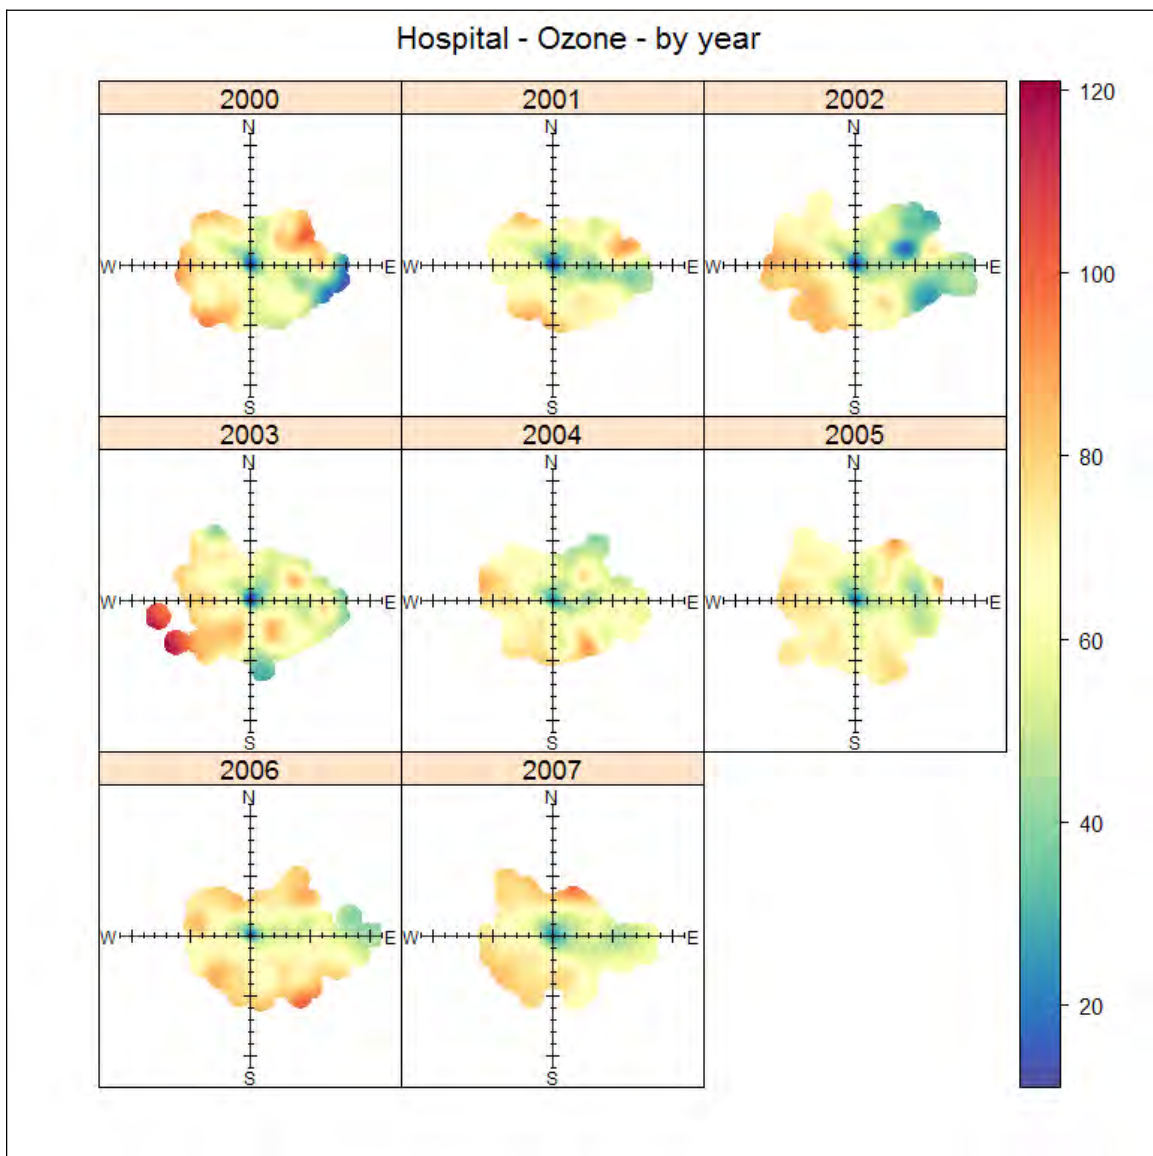 Hospital - Ozone - by year
2000 2001 2002
N N N
W E W E W E
S S S
2003 2004 2005
N N N
W E W E W E
S S S
2006 2007
N N
W E W E
S S
120
100
80
60
40
20